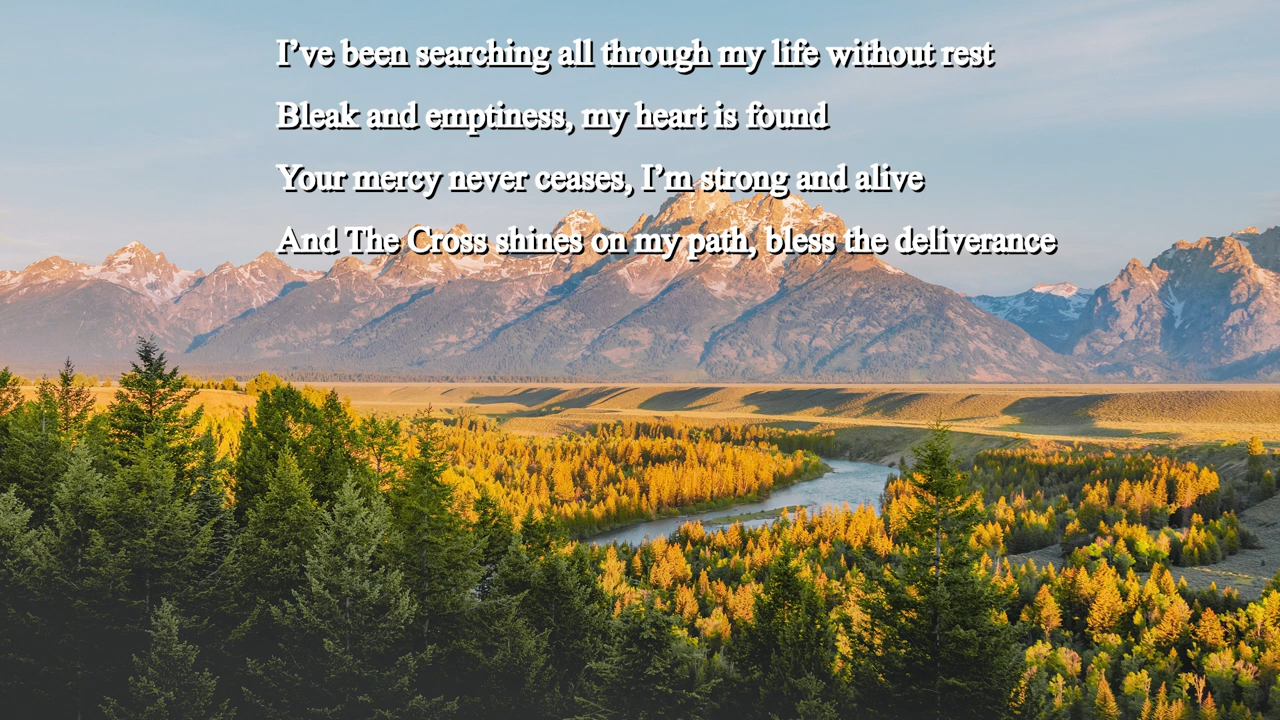 I’ve been searching all through my life without rest
Bleak and emptiness, my heart is found
Your mercy never ceases, I’m strong and alive
And The Cross shines on my path, bless the deliverance